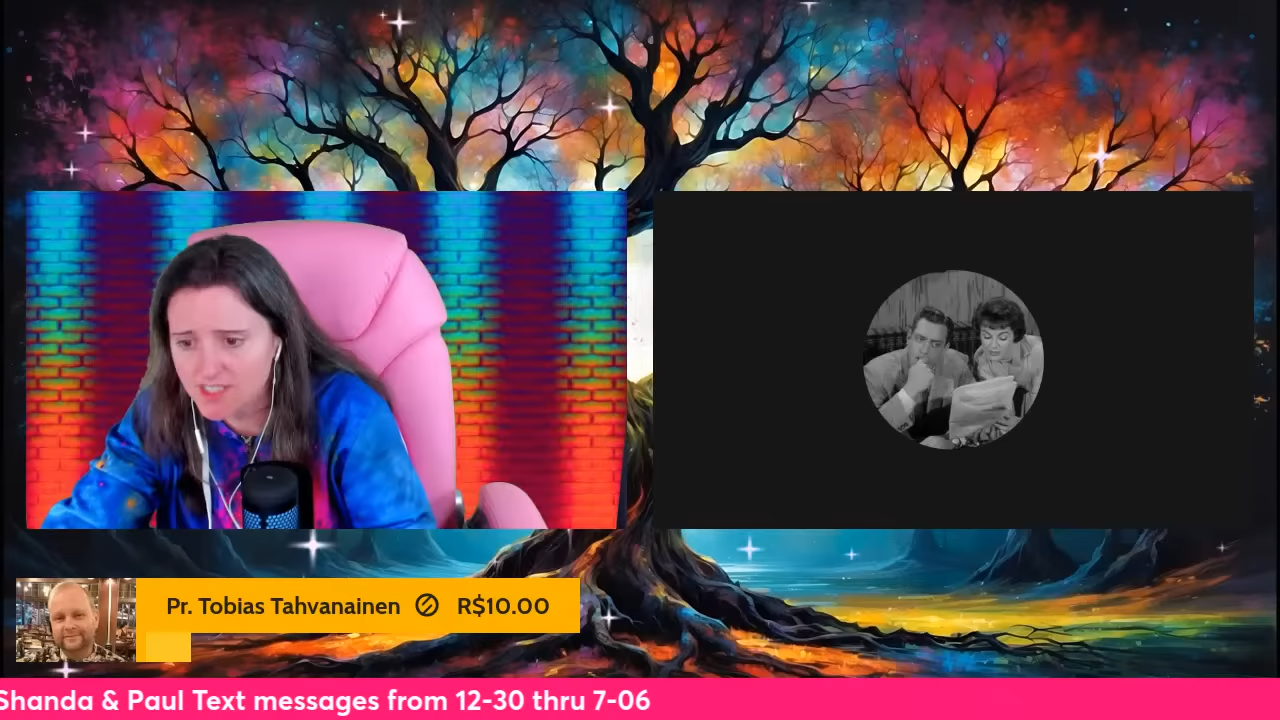 Pr. Tobias Tahvanainen R$10.00
Shanda & Paul Text messages from 12-30 thru 7-06